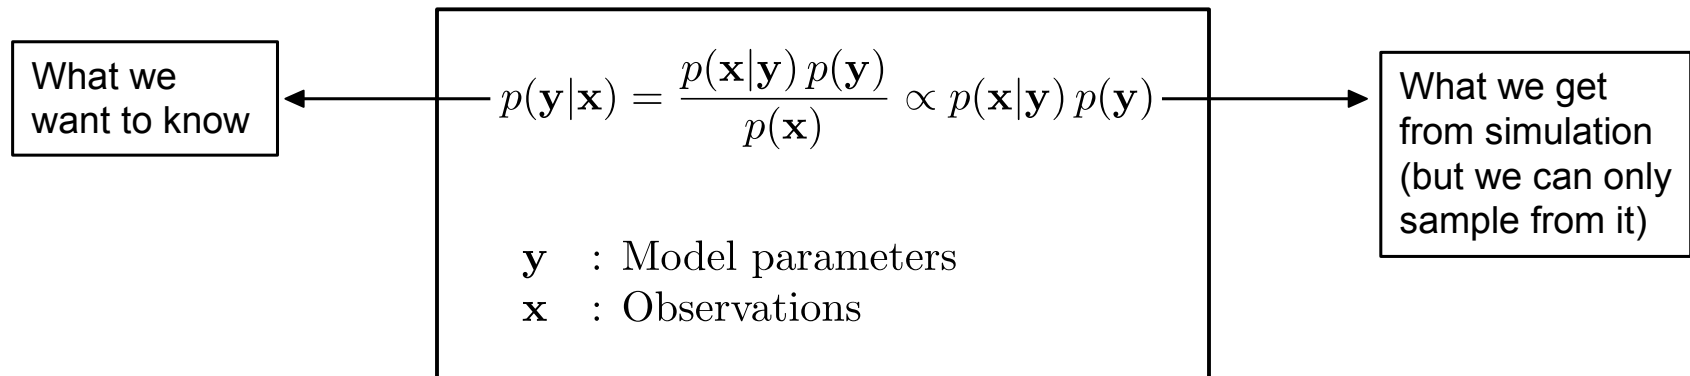 What we
want to know
p(y|x) = p(x|y) p(y) / p(x) ∝ p(x|y) p(y)
What we get
from simulation
(but we can only
sample from it)
y : Model parameters
x : Observations